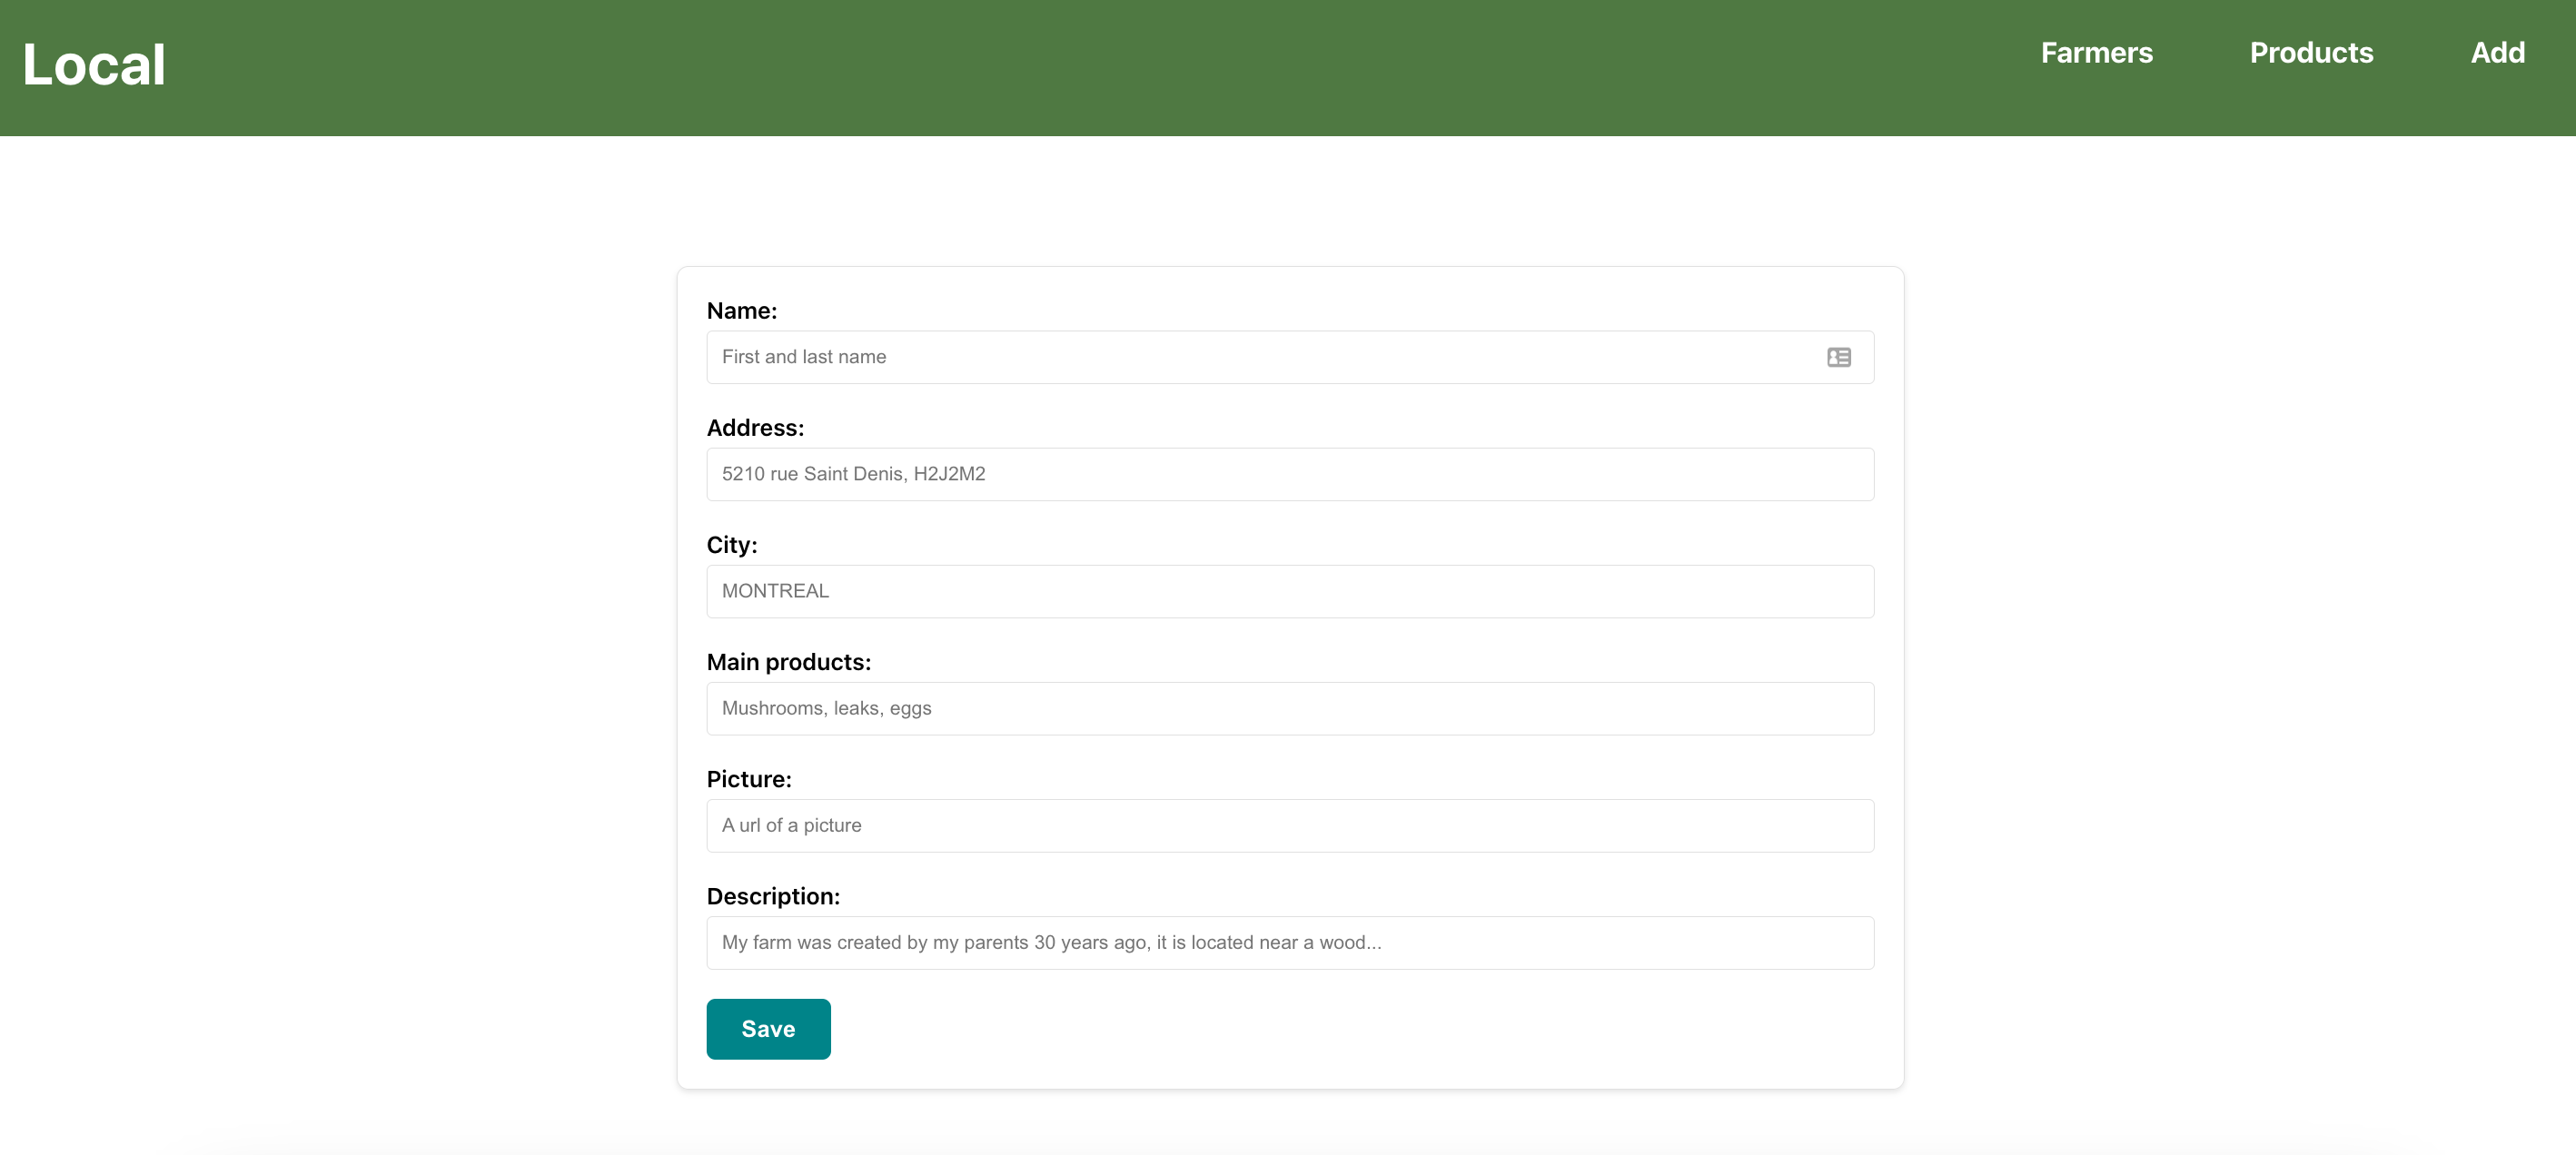 Local
Farmers Products Add
Name:
First and last name
Address:
5210 rue Saint Denis, H2J2M2
City:
MONTREAL
Main products:
Mushrooms, leaks, eggs
Picture:
A url of a picture
Description:
My farm was created by my parents 30 years ago, it is located near a wood...
Save